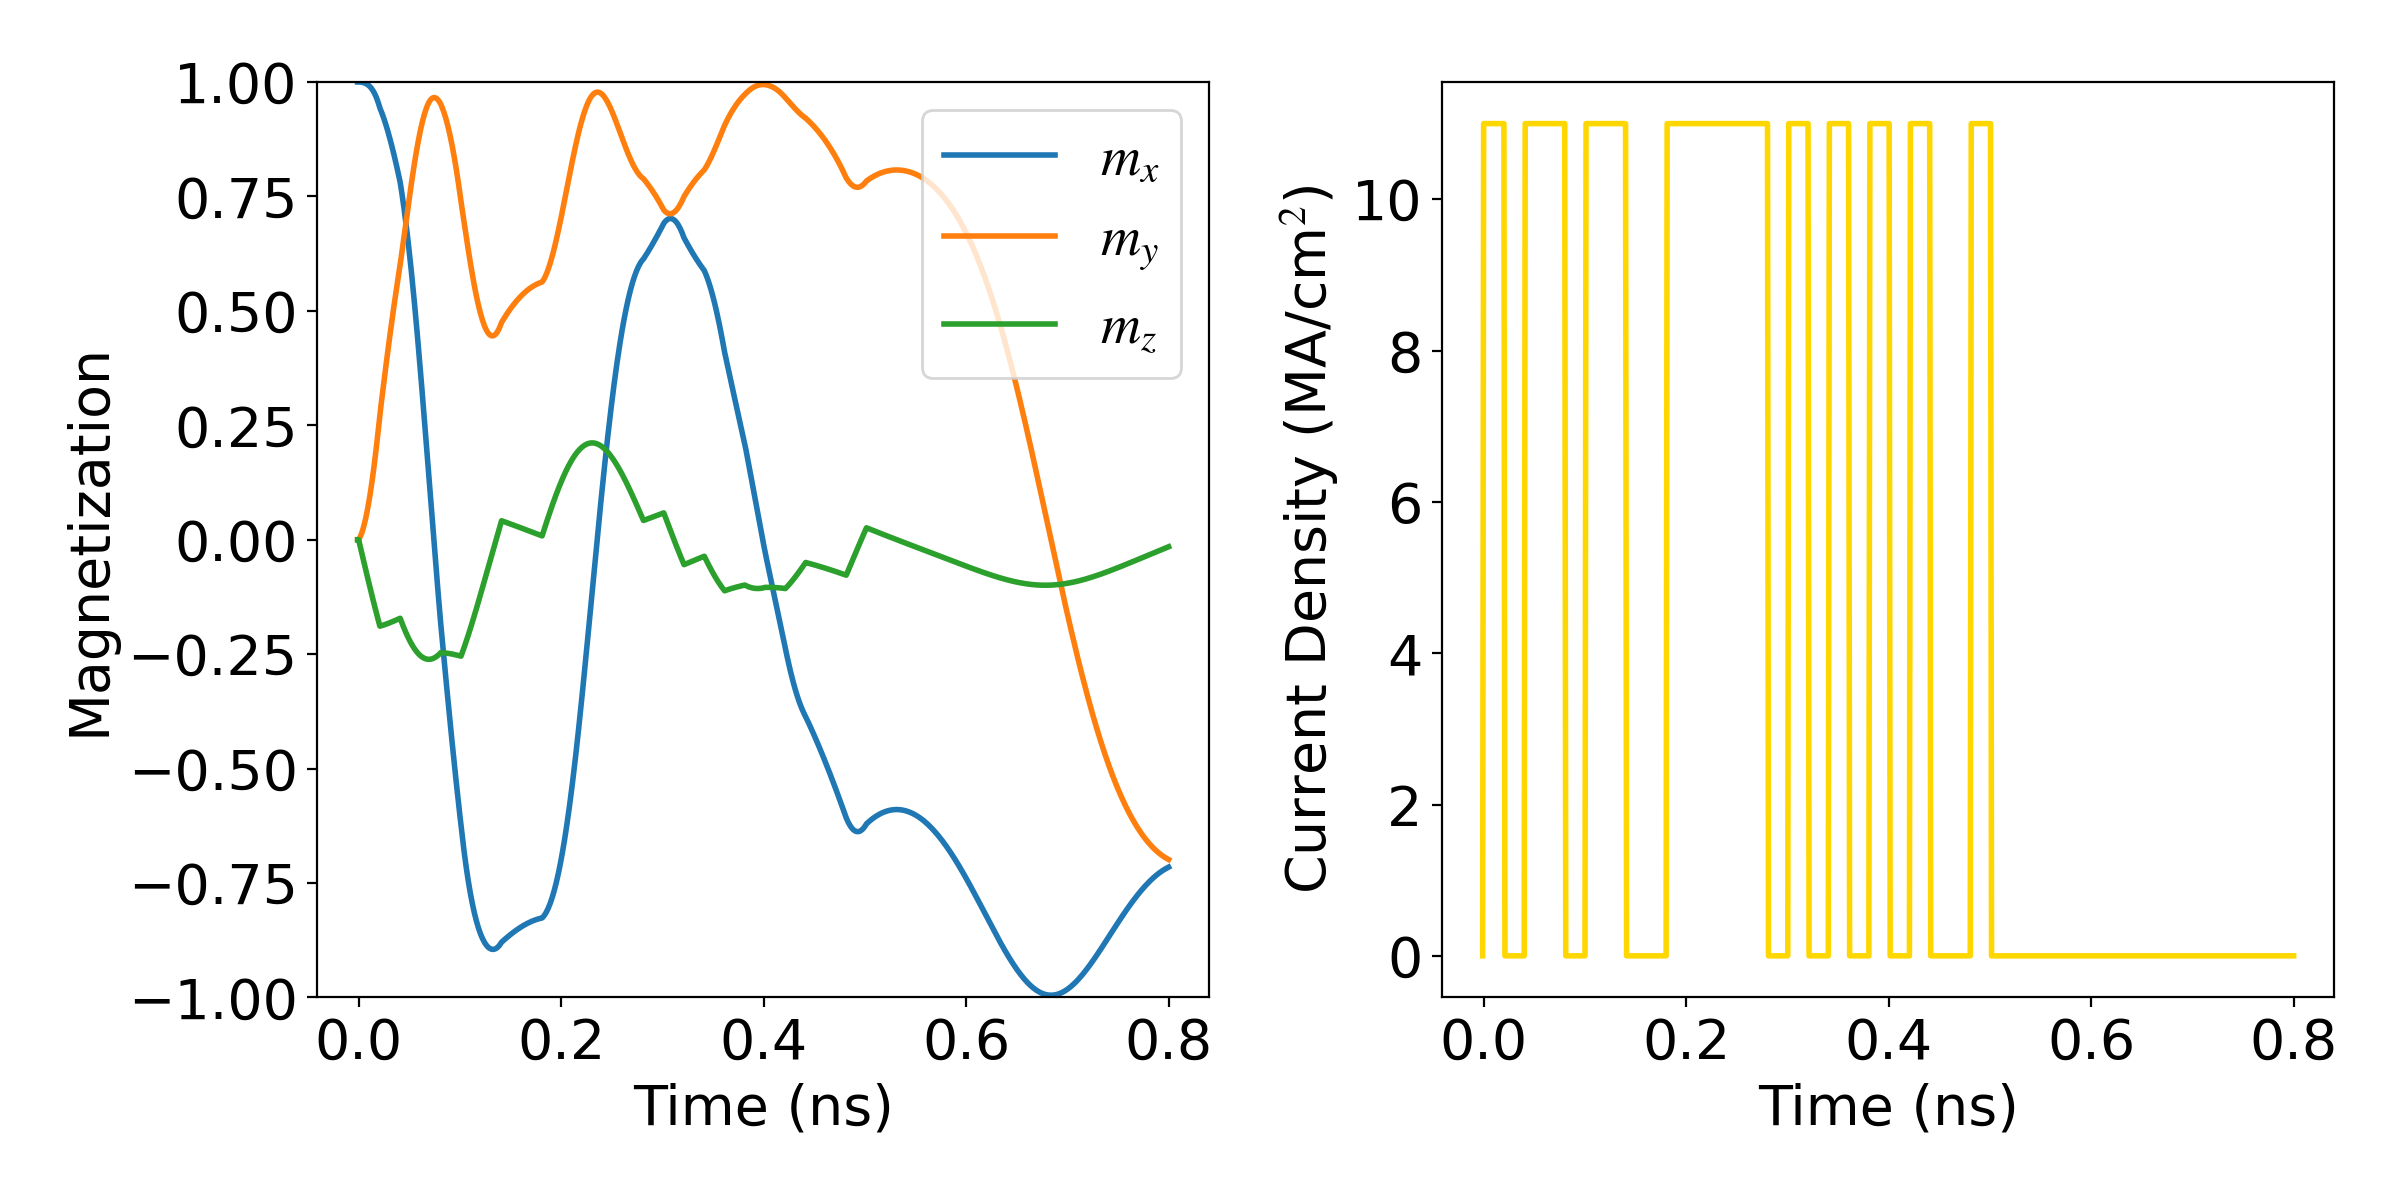 1.00
0.75
0.50
0.25
0.00
−0.25
−0.50
−0.75
−1.00
Magnetization
0.0 0.2 0.4 0.6 0.8
Time (ns)
m_x
m_y
m_z
10
8
6
4
2
0
Current Density (MA/cm²)
0.0 0.2 0.4 0.6 0.8
Time (ns)